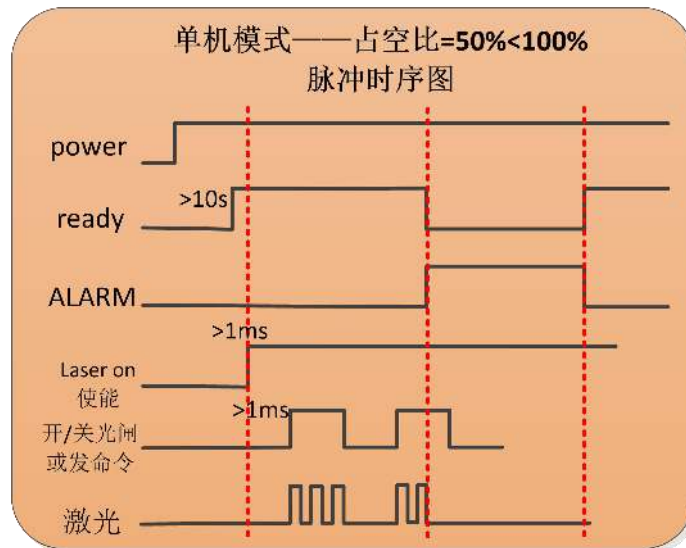 单机模式——占空比=50%<100%
脉冲时序图
power
>10s
ready
ALARM
>1ms
Laser on
使能
>1ms
开/关光闸
或发命令
激光